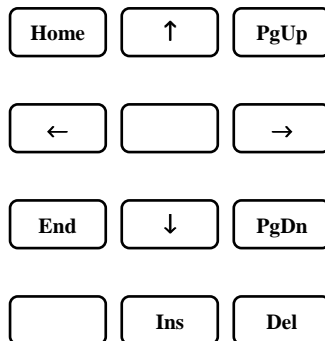 Home ↑ PgUp
← →
End ↓ PgDn
Ins Del